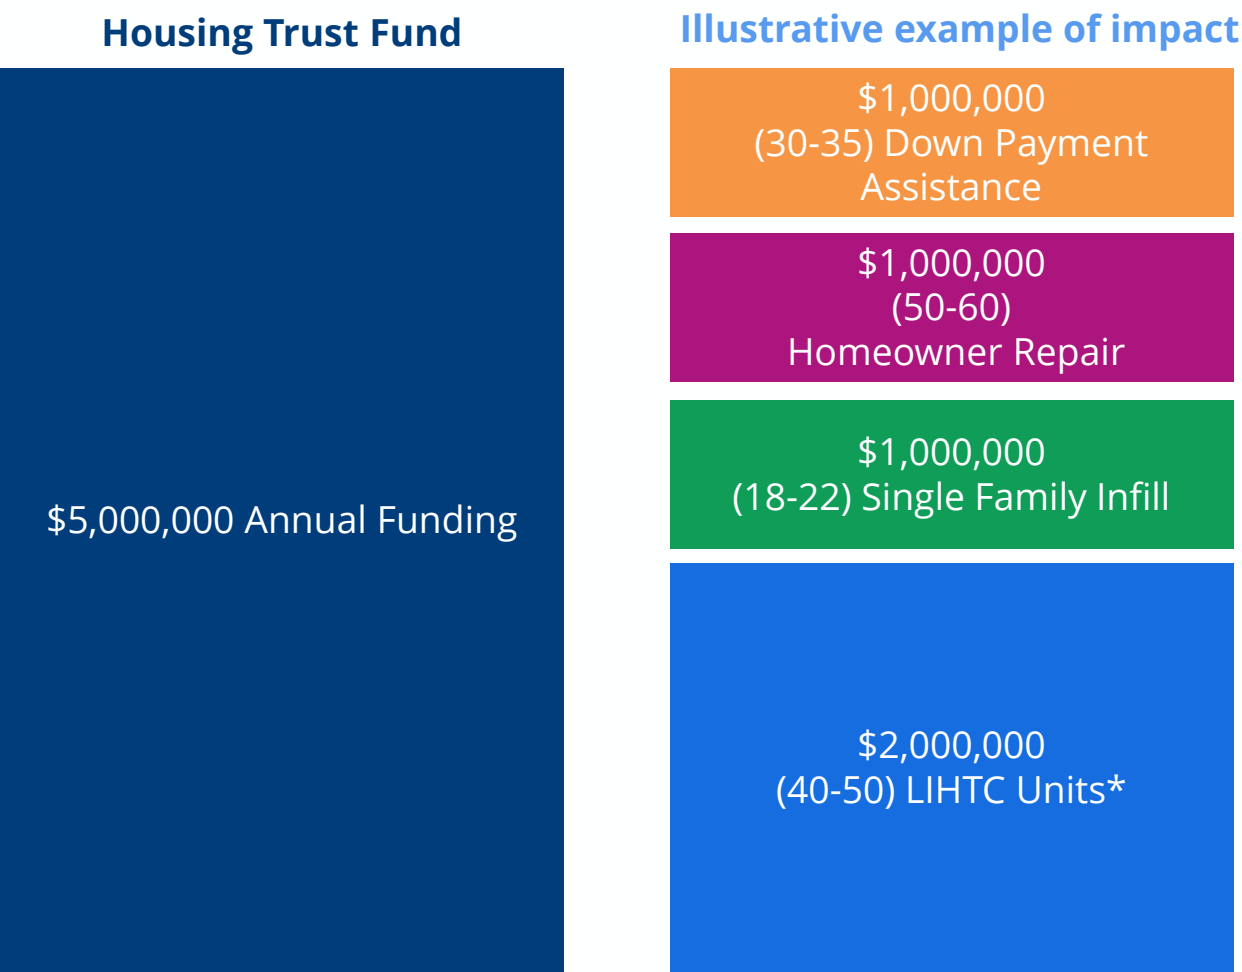 Housing Trust Fund
$5,000,000 Annual Funding
Illustrative example of impact
$1,000,000
(30-35) Down Payment
Assistance
$1,000,000
(50-60)
Homeowner Repair
$1,000,000
(18-22) Single Family Infill
$2,000,000
(40-50) LIHTC Units*